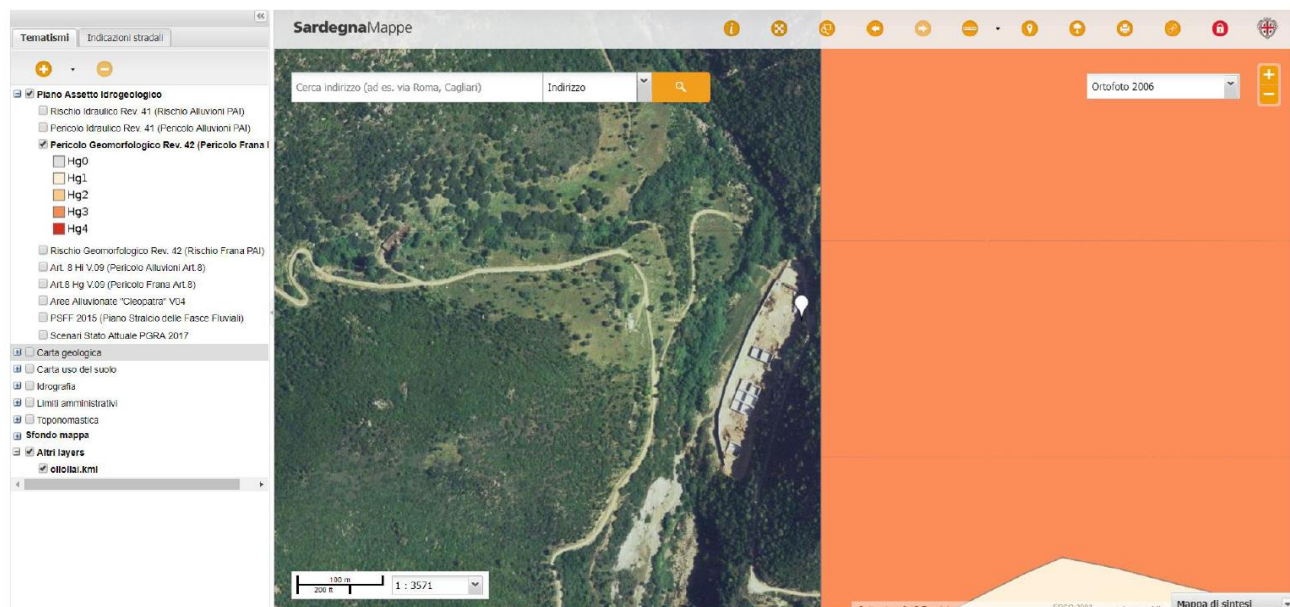 SardegnaMappe
Tematismi
Indicazioni stradali
Cerca indirizzo (ad es. via Roma, Cagliari)
Indirizzo
Ortofoto 2006
Piano Assetto Idrogeologico
Rischio Idraulico Rev. 41 (Rischio Alluvioni PAI)
Pericolo Idraulico Rev. 41 (Pericolo Alluvioni PAI)
Pericolo Geomorfologico Rev. 42 (Pericolo Frana
Hg0
Hg1
Hg2
Hg3
Hg4
Rischio Geomorfologico Rev. 42 (Rischio Frana PAI)
Art. 8 Hi V.09 (Pericolo Alluvioni Art.8)
Art.8 Hg V.09 (Pericolo Frana Art.8)
Aree Alluvionate "Cleopatra" V04
PSFF 2015 (Piano Stralcio delle Fasce Fluviali)
Scenari Stato Attuale PGRA 2017
Carta geologica
Carta uso del suolo
Idrografia
Limiti amministrativi
Toponomastica
Sfondo mappa
Altri layers
100 m
200 ft
1 : 3571
Mappa di sintesi